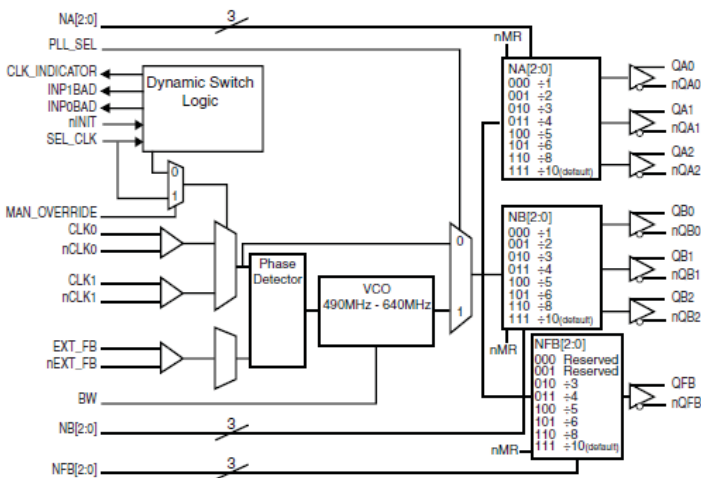 NA[2:0]
3
PLL_SEL
nMR
CLK_INDICATOR
INP1BAD
INP0BAD
nINIT
SEL_CLK
Dynamic Switch
Logic
0
1
MAN_OVERRIDE
CLK0
nCLK0
CLK1
nCLK1
EXT_FB
nEXT_FB
BW
NB[2:0]
3
NFB[2:0]
3
Phase
Detector
VCO
490MHz - 640MHz
0
1
NA[2:0]
000 ÷1
001 ÷2
010 ÷3
011 ÷4
100 ÷5
101 ÷6
110 ÷8
111 ÷10(default)
QA0
nQA0
QA1
nQA1
QA2
nQA2
NB[2:0]
000 ÷1
001 ÷2
010 ÷3
011 ÷4
100 ÷5
101 ÷6
110 ÷8
111 ÷10(default)
nMR
QB0
nQB0
QB1
nQB1
QB2
nQB2
NFB[2:0]
000 Reserved
001 Reserved
010 ÷3
011 ÷4
100 ÷5
101 ÷6
110 ÷8
111 ÷10(default)
nMR
QFB
nQFB